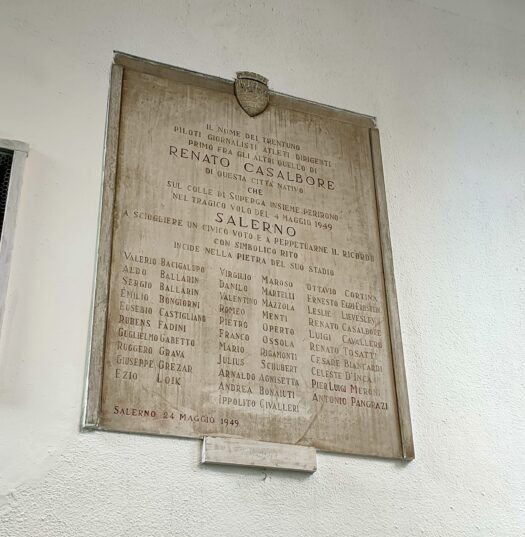 IL NOME DEI TRENTUNO
PILOTI GIORNALISTI ATLETI DIRIGENTI
PRIMO FRA GLI ALTRI QUELLO DI
RENATO CASALBORE
DI QUESTA CITTÀ NATIVO
CHE
SUL COLLE DI SUPERGA INSIEME PERIRONO
NEL TRAGICO VOLO DEL 4 MAGGIO 1949
SALERNO
A SCIOGLIERE UN CIVICO VOTO E A PERPETUARNE IL RICORDO
CON SIMBOLICO RITO
INCIDE NELLA PIETRA DEL SUO STADIO
VALERIO BACIGALUPO
ALDO BALLARIN
SERGIO BALLARIN
EMILIO BONGIORNI
EUSEBIO CASTIGLIANO
RUBENS FADINI
GUGLIELMO GABETTO
RUGGERO GRAVA
GIUSEPPE GREZAR
EZIO LOIK
VIRGILIO MAROSO
DANILO MARTELLI
VALENTINO MAZZOLA
ROMEO MENTI
PIETRO OPERTO
FRANCO OSSOLA
MARIO RIGAMONTI
JULIUS SCHUBERT
ARNALDO AGNISETTA
ANDREA BONAIUTI
IPPOLITO CIVALLERI
OTTAVIO CORTINA
ERNESTO EGRI ERBSTEIN
LESLIE LIEVESLEY
RENATO CASALBORE
LUIGI CAVALLERO
RENATO TOSATTI
CESARE BIANCARDI
CELESTE D'INCA
PIER LUIGI MERONI
ANTONIO PANGRAZI
SALERNO 24 MAGGIO 1949